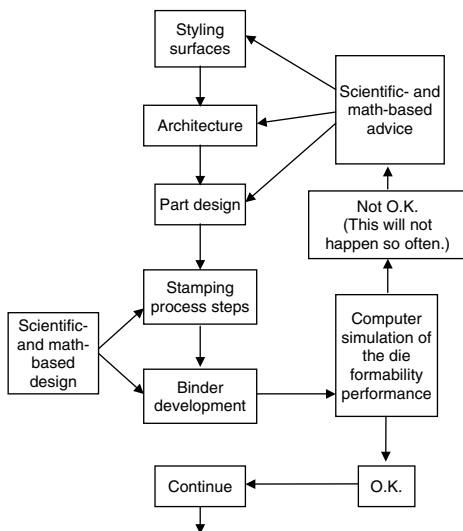 Styling
surfaces
Scientific- and
math-based
advice
Architecture
Part design
Not O.K.
(This will not
happen so often.)
Stamping
process steps
Scientific-
and math-
based
design
Computer
simulation of
the die
formability
performance
Binder
development
Continue
O.K.